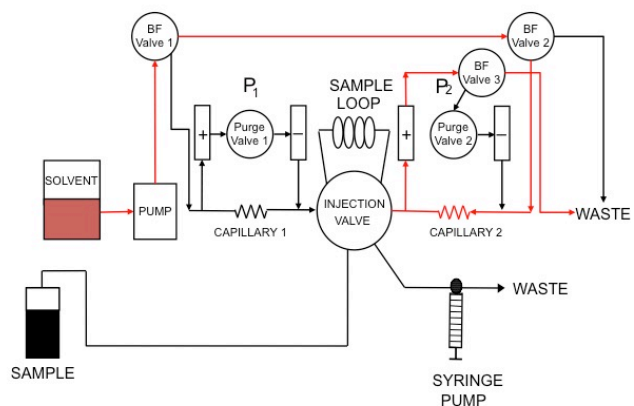 BF
Valve 1
BF
Valve 2
P1
SAMPLE
LOOP
P2
BF
Valve 3
+
Purge
Valve 1
−
+
Purge
Valve 2
−
SOLVENT
PUMP
INJECTION
VALVE
CAPILLARY 1
CAPILLARY 2
WASTE
WASTE
SAMPLE
SYRINGE
PUMP